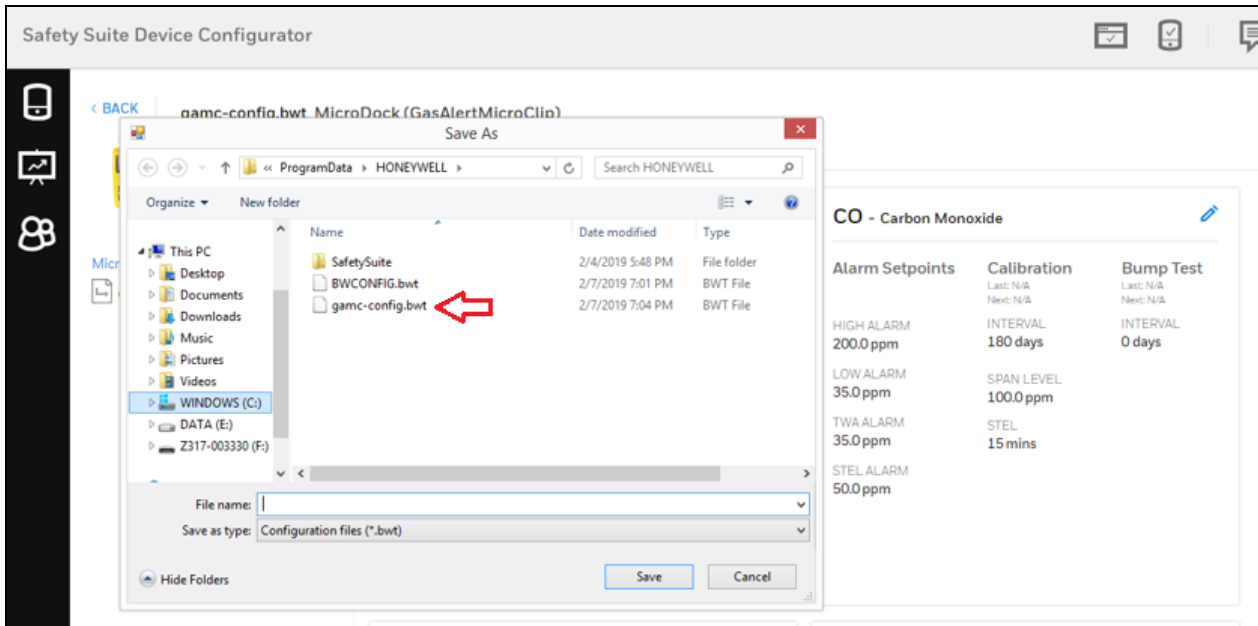 Safety Suite Device Configurator
< BACK
gamc-config.bwt MicroDock (GasAlertMicroClip)
Save As
« ProgramData HONEYWELL
Search HONEYWELL
Organize
New folder
Name Date modified Type
This PC
Desktop
Documents
Downloads
Music
Pictures
Videos
WINDOWS (C:)
DATA (E:)
Z317-003330 (F:)
SafetySuite 2/4/2019 5:48 PM File folder
BWCONFIG.bwt 2/7/2019 7:01 PM BWT File
gamc-config.bwt 2/7/2019 7:04 PM BWT File
File name:
Save as type: Configuration files (*.bwt)
Hide Folders
Save
Cancel
Micr
CO - Carbon Monoxide
Alarm Setpoints
HIGH ALARM
200.0 ppm
LOW ALARM
35.0 ppm
TWA ALARM
35.0 ppm
STEL ALARM
50.0 ppm
Calibration
Last: N/A
Next: N/A
INTERVAL
180 days
SPAN LEVEL
100.0 ppm
STEL
15 mins
Bump Test
Last: N/A
Next: N/A
INTERVAL
0 days